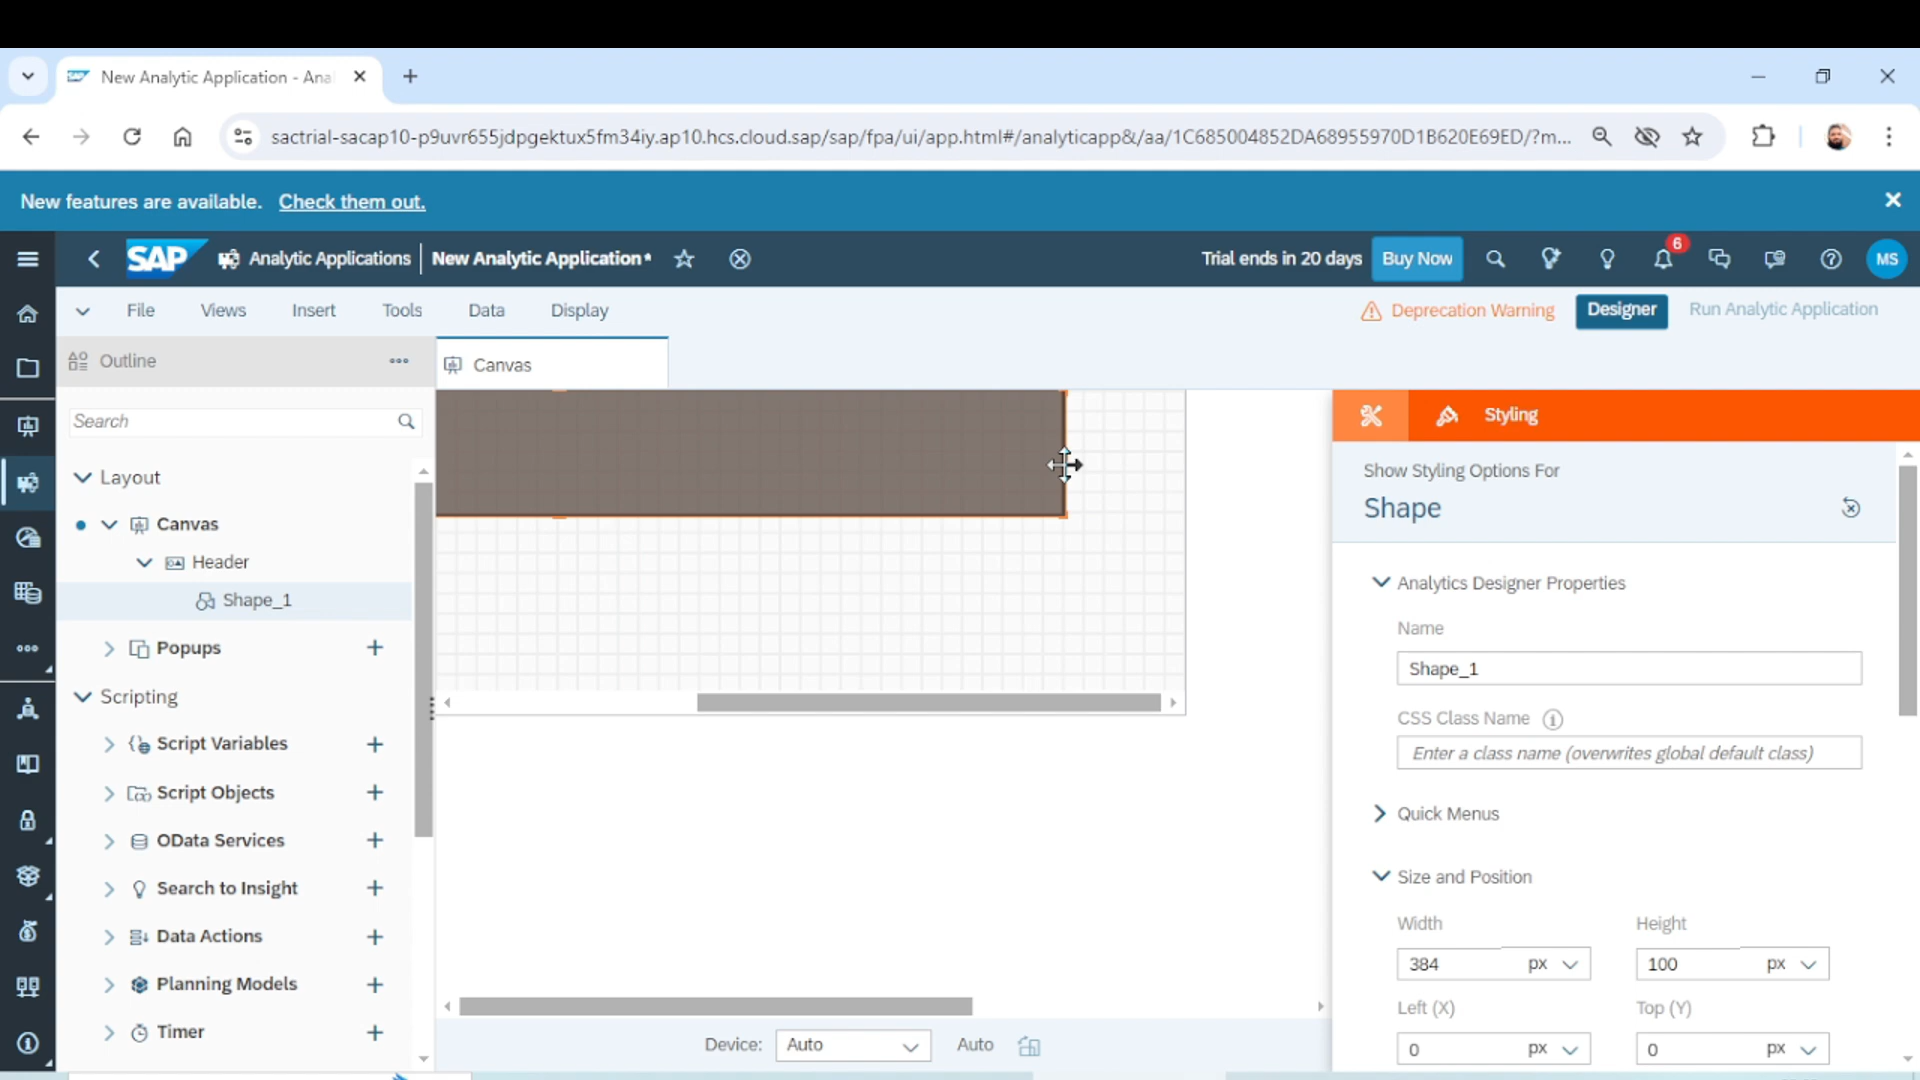 New Analytic Application - Ana
sactrial-sacap10-p9uvr655jdpgektux5fm34iy.ap10.hcs.cloud.sap/sap/fpa/ui/app.html#/analyticapp&/aa/1C685004852DA68955970D1B620E69ED/?m...
New features are available. Check them out.
SAP Analytic Applications New Analytic Application* Trial ends in 20 days Buy Now 6 MS
File Views Insert Tools Data Display Deprecation Warning Designer Run Analytic Application
Outline
Canvas
Search
Styling
Layout
Show Styling Options For
Shape
Canvas
Header
Shape_1
Analytics Designer Properties
Name
Shape_1
Popups
Scripting
CSS Class Name
Enter a class name (overwrites global default class)
Script Variables
Script Objects
Quick Menus
OData Services
Size and Position
Search to Insight
Width Height
Data Actions
384 px 100 px
Planning Models
Left (X) Top (Y)
Timer
Device: Auto Auto
0 px 0 px